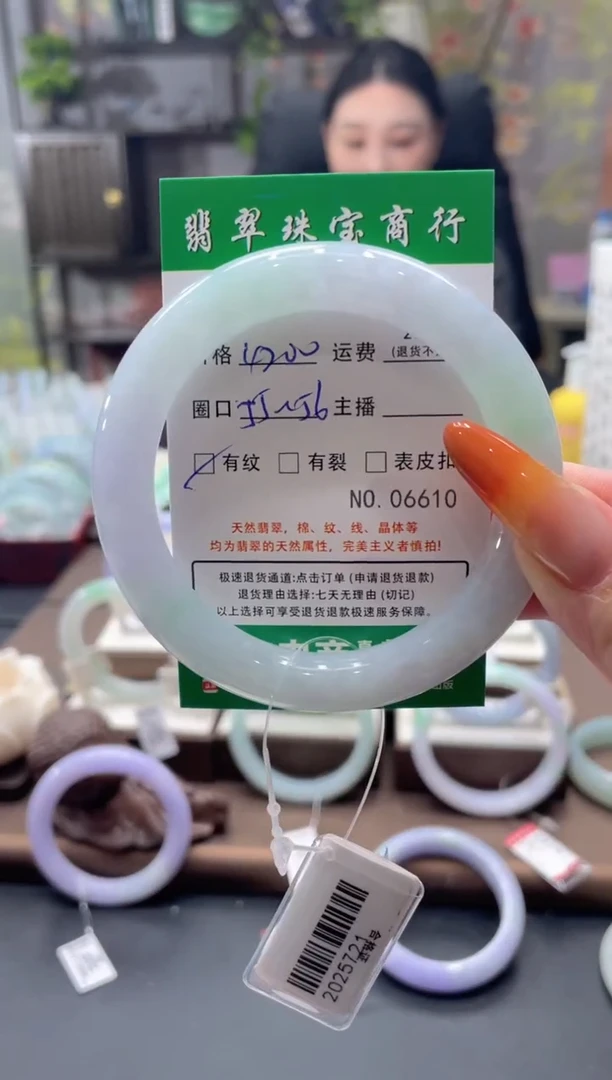 翡翠珠宝商行
格 运费
(退货不
圈口 主播
有纹 有裂 表皮扣
NO. 06610
天然翡翠，棉、纹、线、晶体等
均为翡翠的天然属性，完美主义者慎拍!
极速退货通道:点击订单 (申请退货退款)
退货理由选择:七天无理由 (切记)
以上选择可享受退货退款极速服务保障。
合格证
2025721